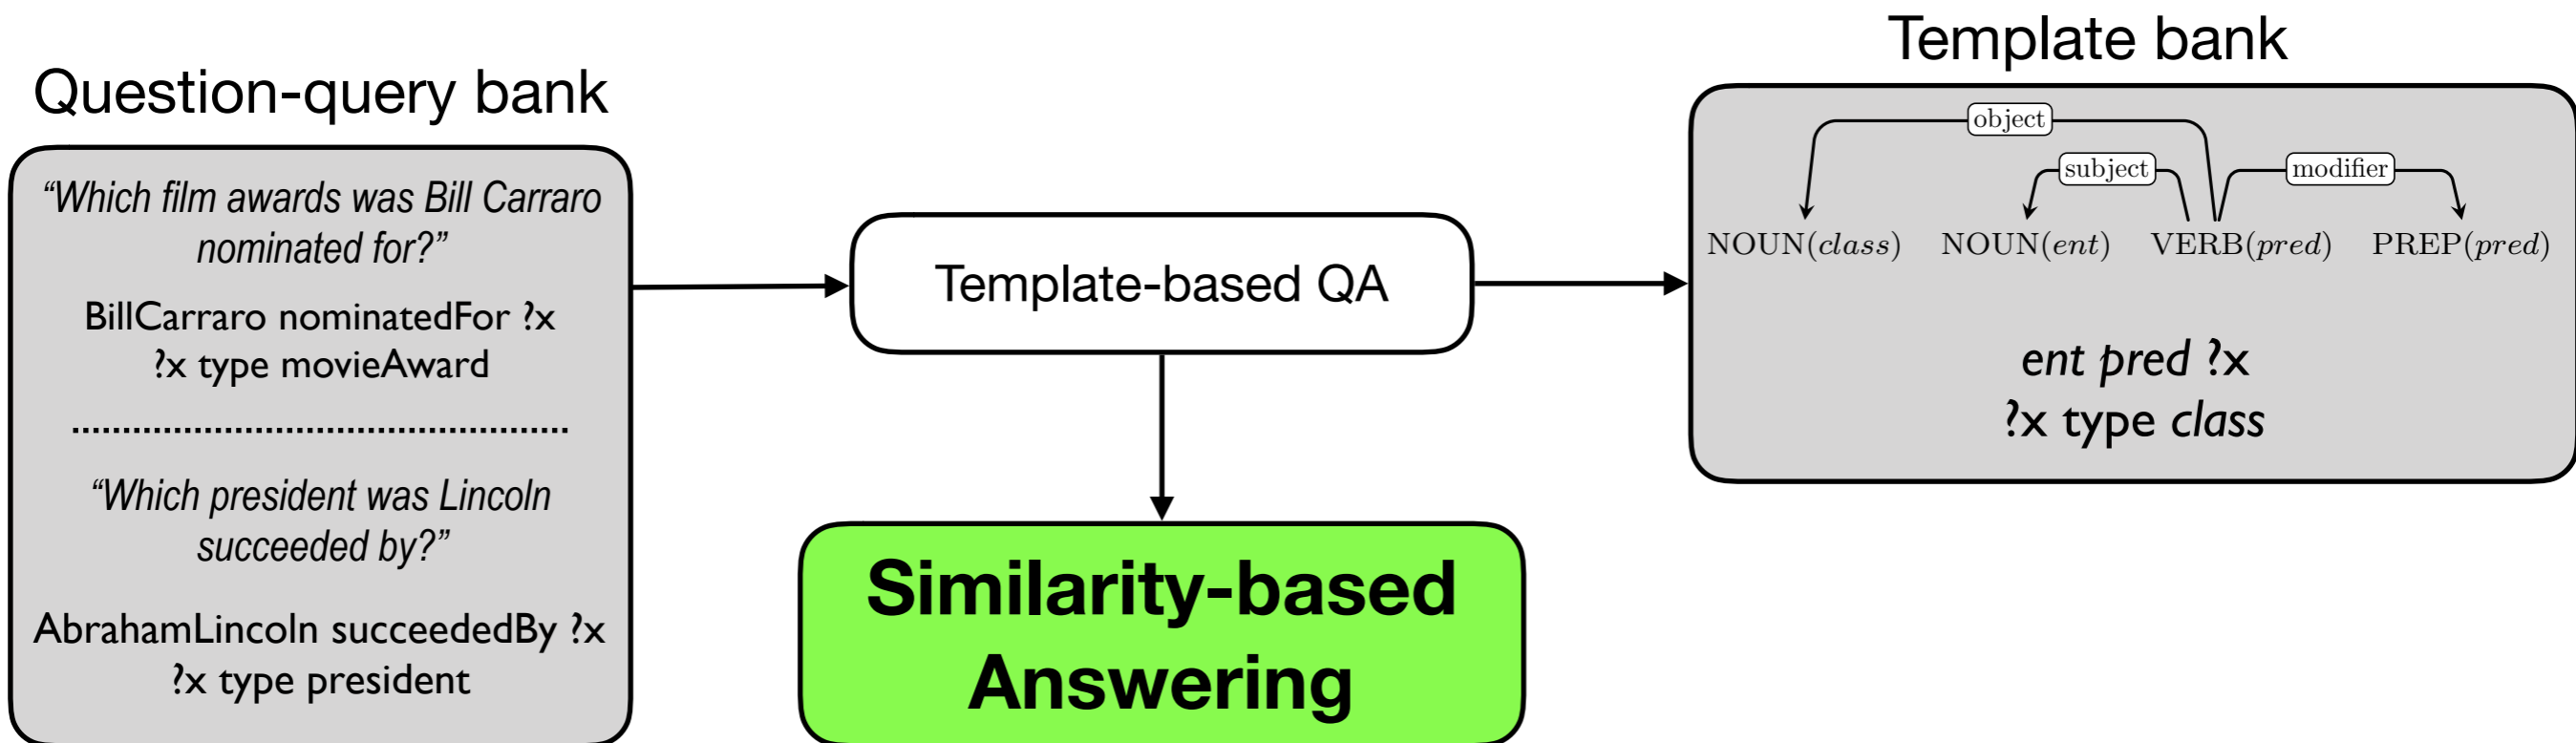 Question-query bank
“Which film awards was Bill Carraro
nominated for?”
BillCarraro nominatedFor ?x
?x type movieAward
“Which president was Lincoln
succeeded by?”
AbrahamLincoln succeededBy ?x
?x type president
Template-based QA
Similarity-based
Answering
Template bank
object
subject
modifier
NOUN(class) NOUN(ent) VERB(pred) PREP(pred)
ent pred ?x
?x type class